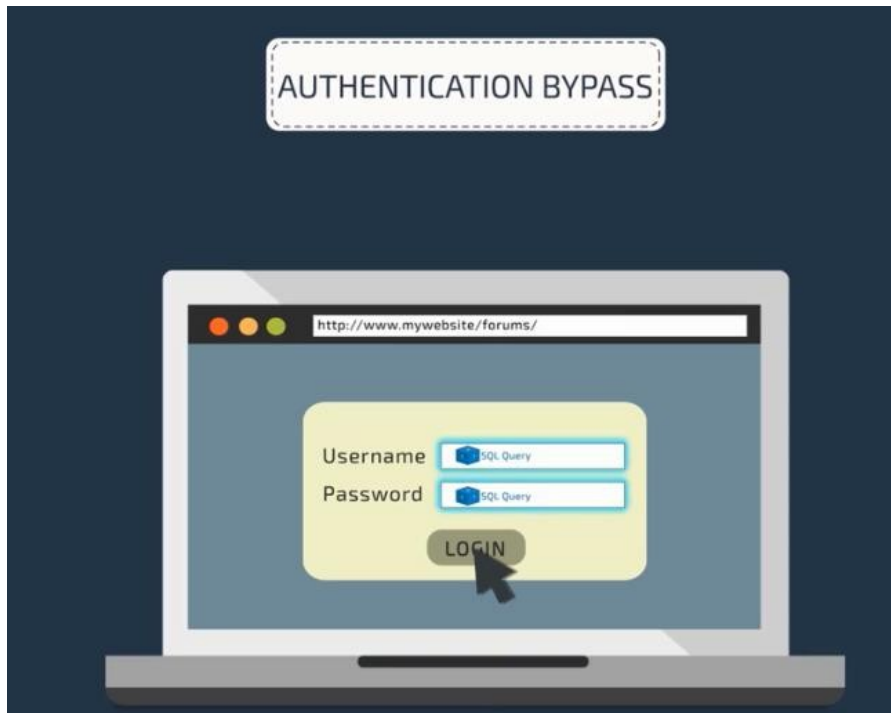 AUTHENTICATION BYPASS
http://www.mywebsite/forums/
Username SQL Query
Password SQL Query
LOGIN